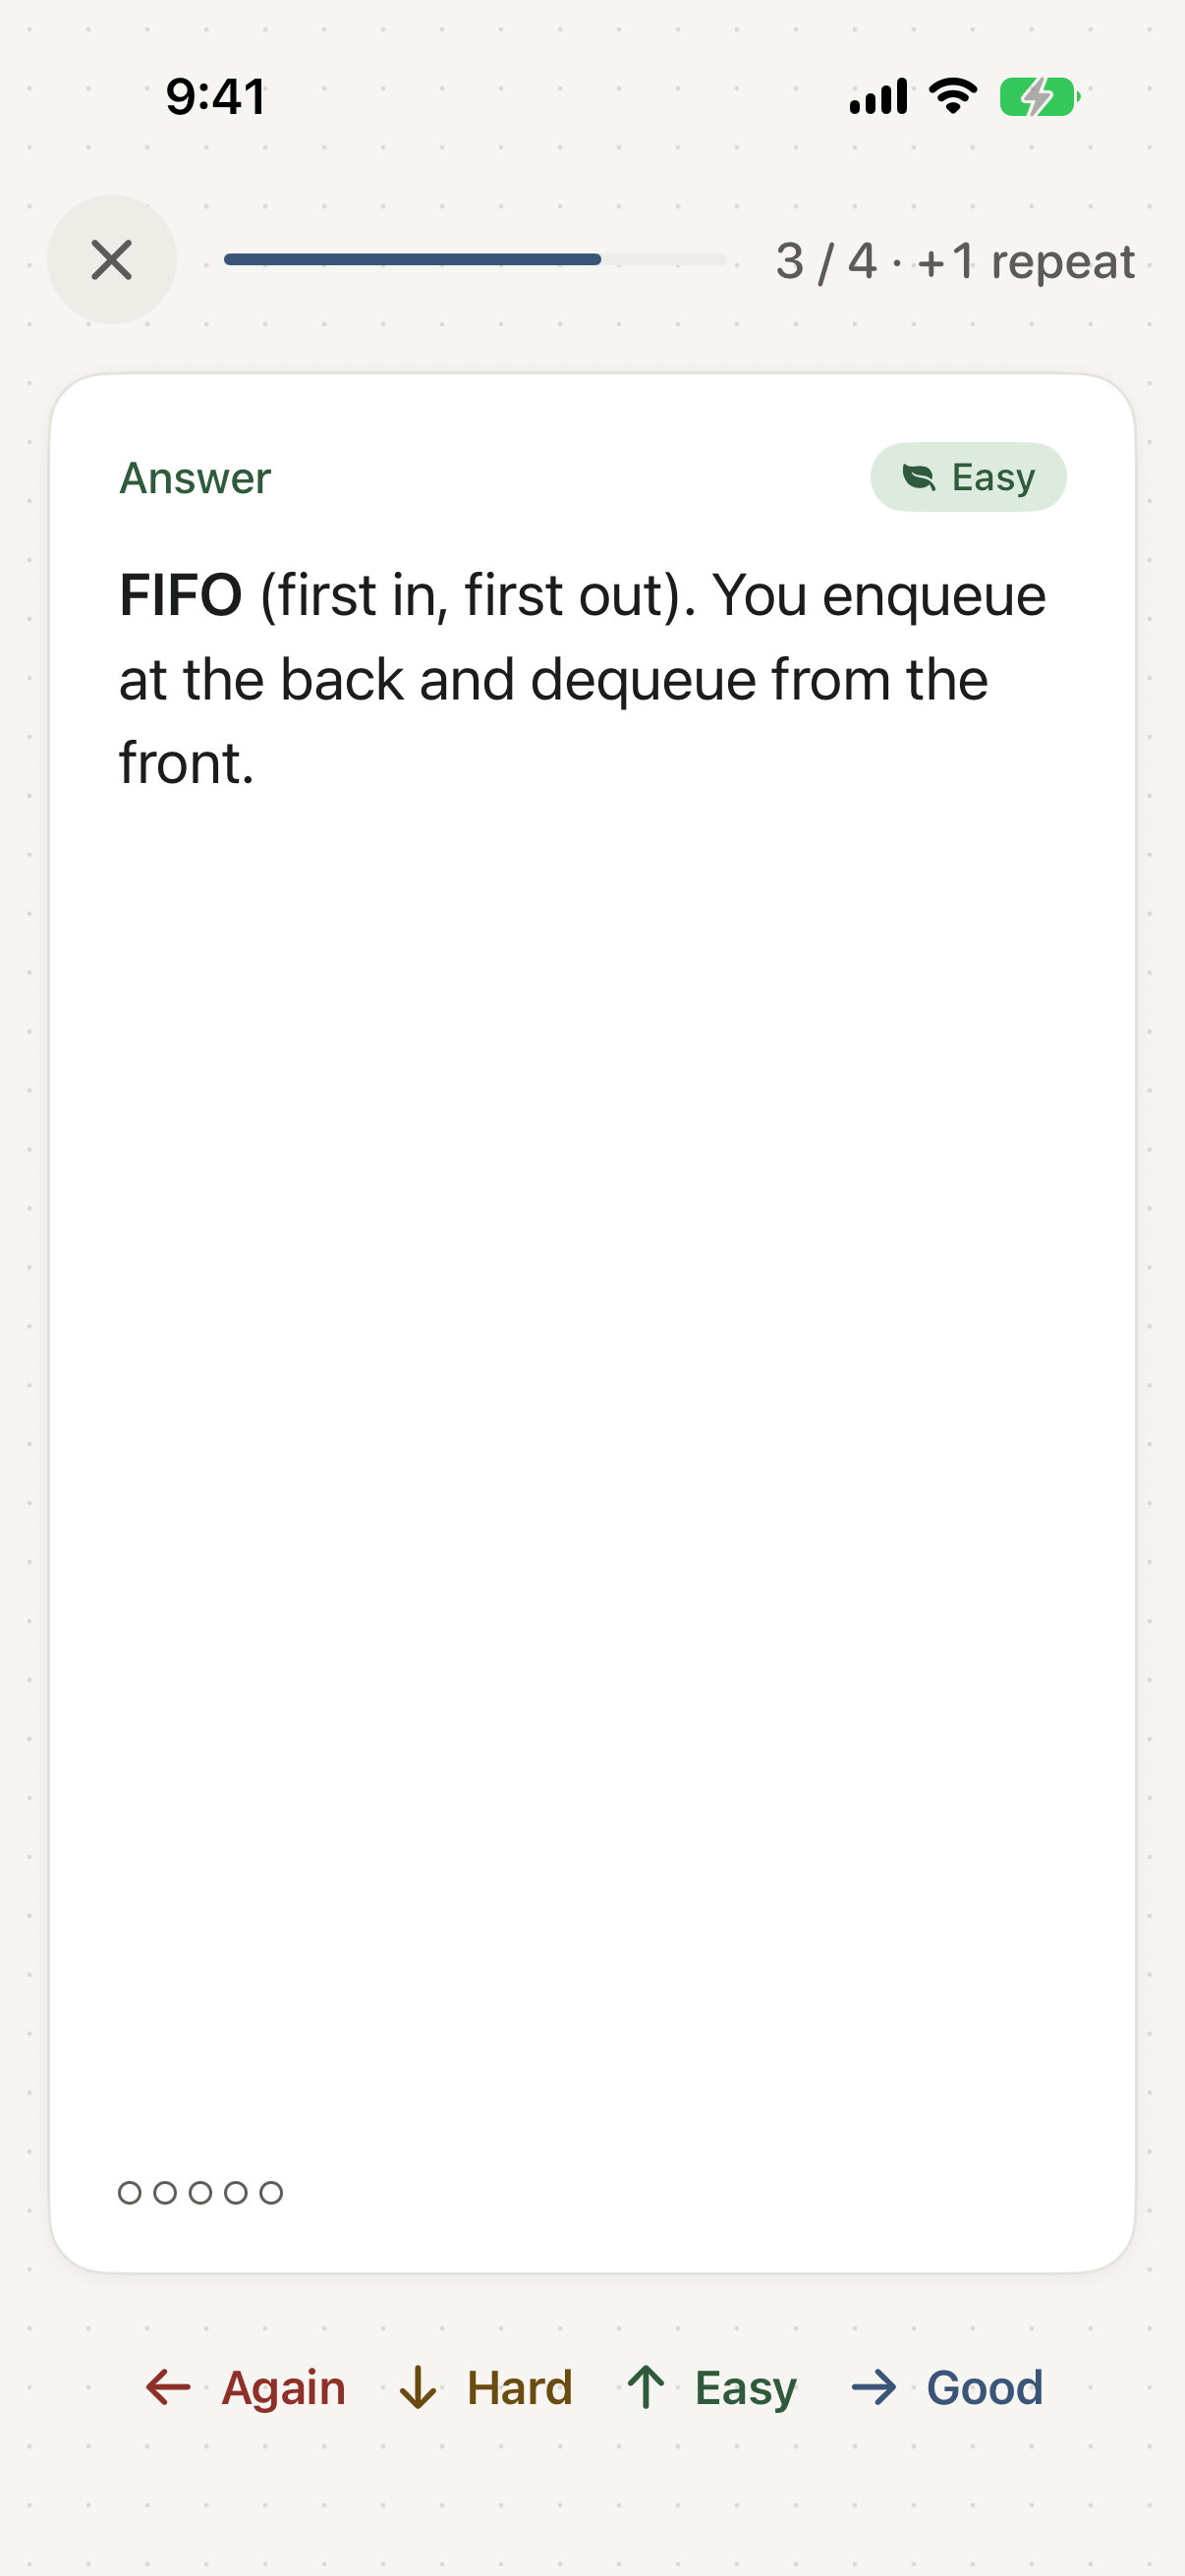 9:41
3 / 4 · +1 repeat
Answer
Easy
FIFO (first in, first out). You enqueue
at the back and dequeue from the
front.
← Again ↓ Hard ↑ Easy → Good